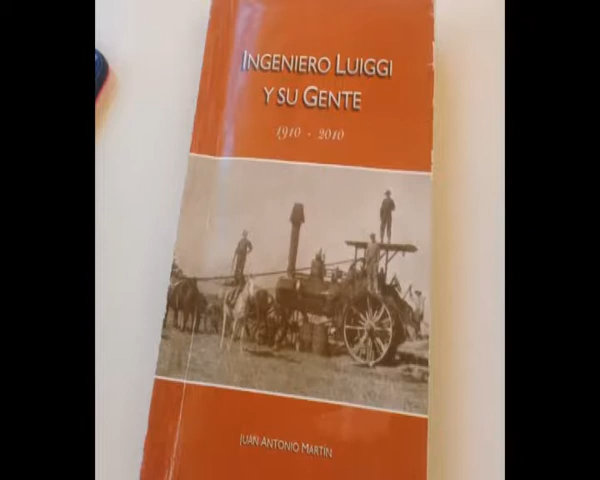 INGENIERO LUIGGI
Y SU GENTE
1910 - 2010
JUAN ANTONIO MARTÍN